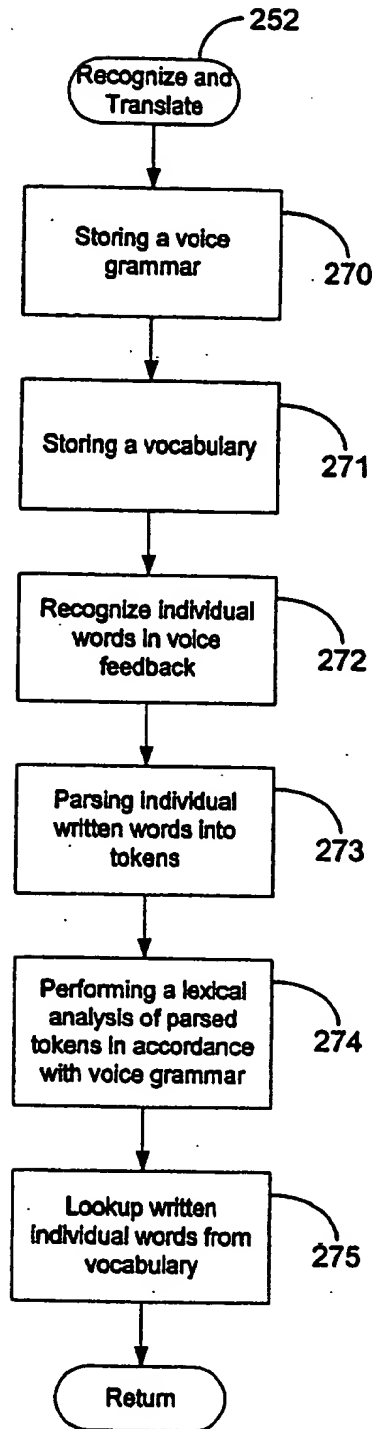 252
Recognize and
Translate
Storing a voice
grammar
270
Storing a vocabulary
271
Recognize individual
words in voice
feedback
272
Parsing individual
written words into
tokens
273
Performing a lexical
analysis of parsed
tokens in accordance
with voice grammar
274
Lookup written
individual words from
vocabulary
275
Return